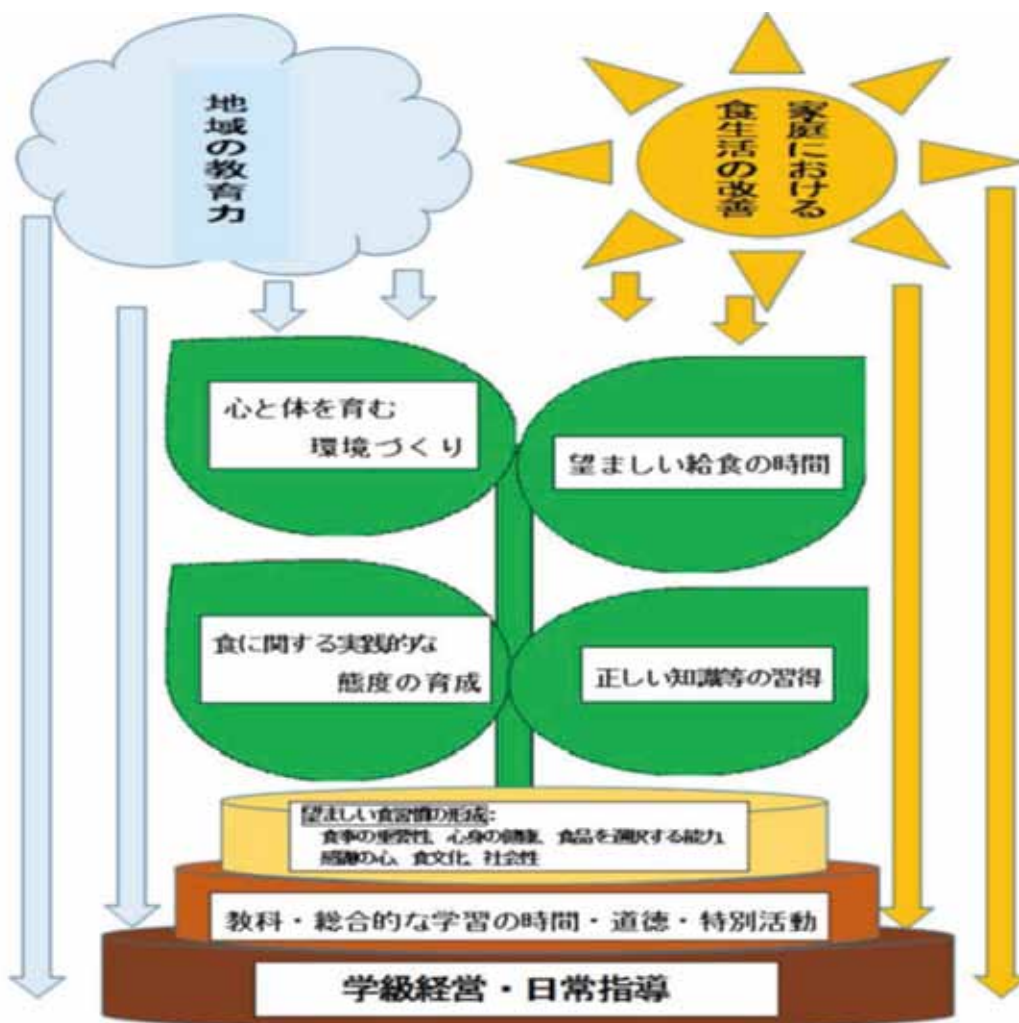 地域の教育力
家庭における
食生活の改善
心と体を育む
環境づくり
望ましい給食の時間
食に関する実践的な
態度の育成
正しい知識等の習得
望ましい食習慣の形成:
食事の重要性、心身の健康、食品を選択する能力、
感謝の心、食文化、社会性
教科・総合的な学習の時間・道徳・特別活動
学級経営・日常指導